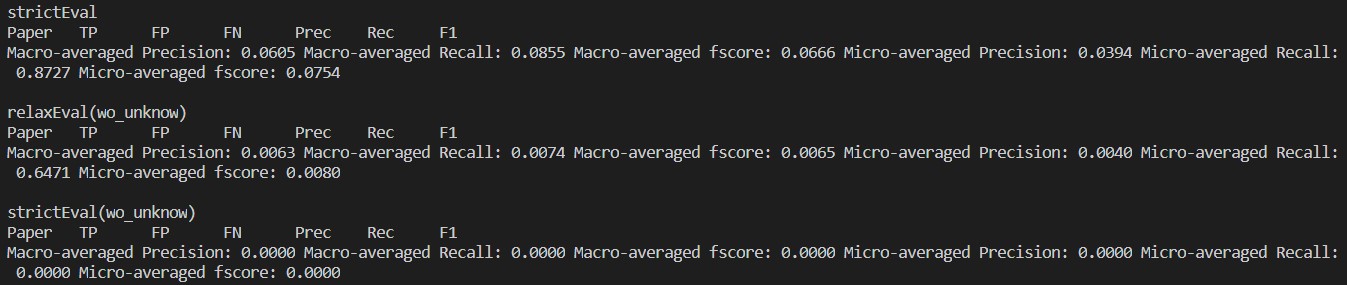 strictEval
Paper TP FP FN Prec Rec F1
Macro-averaged Precision: 0.0605 Macro-averaged Recall: 0.0855 Macro-averaged fscore: 0.0666 Micro-averaged Precision: 0.0394 Micro-averaged Recall:
0.8727 Micro-averaged fscore: 0.0754
relaxEval(wo_unknow)
Paper TP FP FN Prec Rec F1
Macro-averaged Precision: 0.0063 Macro-averaged Recall: 0.0074 Macro-averaged fscore: 0.0065 Micro-averaged Precision: 0.0040 Micro-averaged Recall:
0.6471 Micro-averaged fscore: 0.0080
strictEval(wo_unknow)
Paper TP FP FN Prec Rec F1
Macro-averaged Precision: 0.0000 Macro-averaged Recall: 0.0000 Macro-averaged fscore: 0.0000 Micro-averaged Precision: 0.0000 Micro-averaged Recall:
0.0000 Micro-averaged fscore: 0.0000